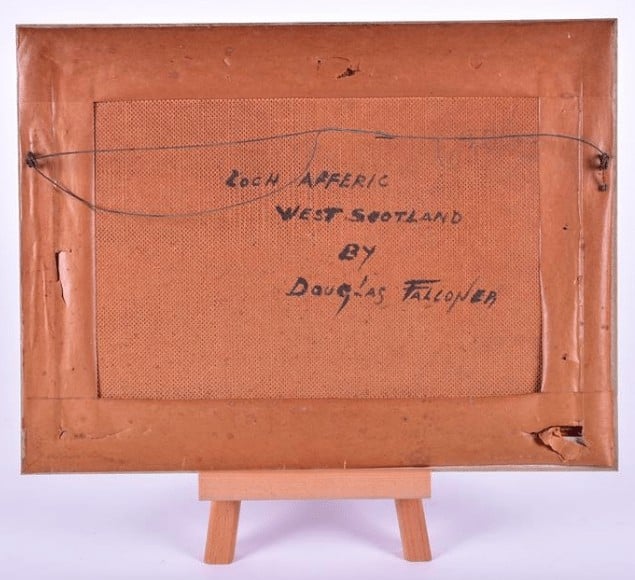 LOCH AFFERIC
WEST SCOTLAND
BY
DOUGLAS FALCONER